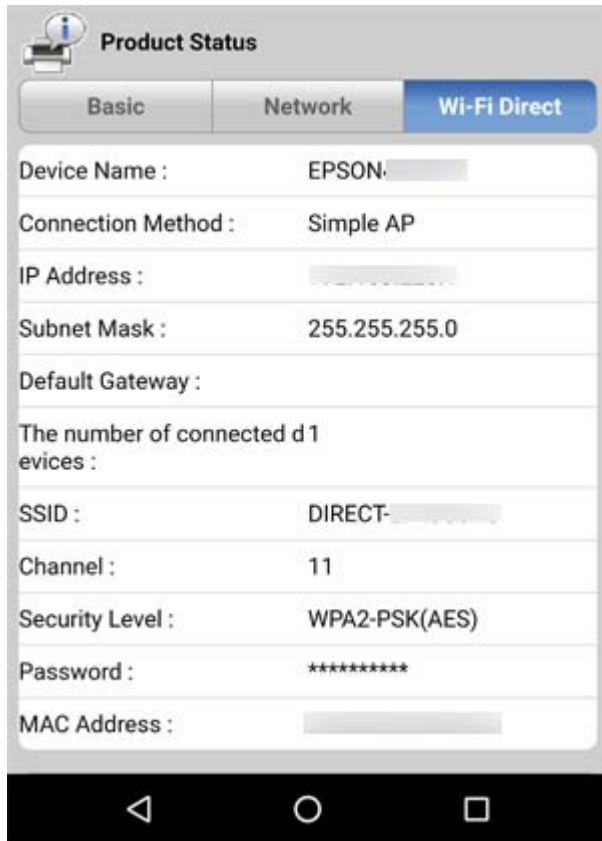 Product Status
Basic Network Wi-Fi Direct
Device Name : EPSON
Connection Method : Simple AP
IP Address :
Subnet Mask : 255.255.255.0
Default Gateway :
The number of connected d 1
evices :
SSID : DIRECT-
Channel : 11
Security Level : WPA2-PSK(AES)
Password : **********
MAC Address :